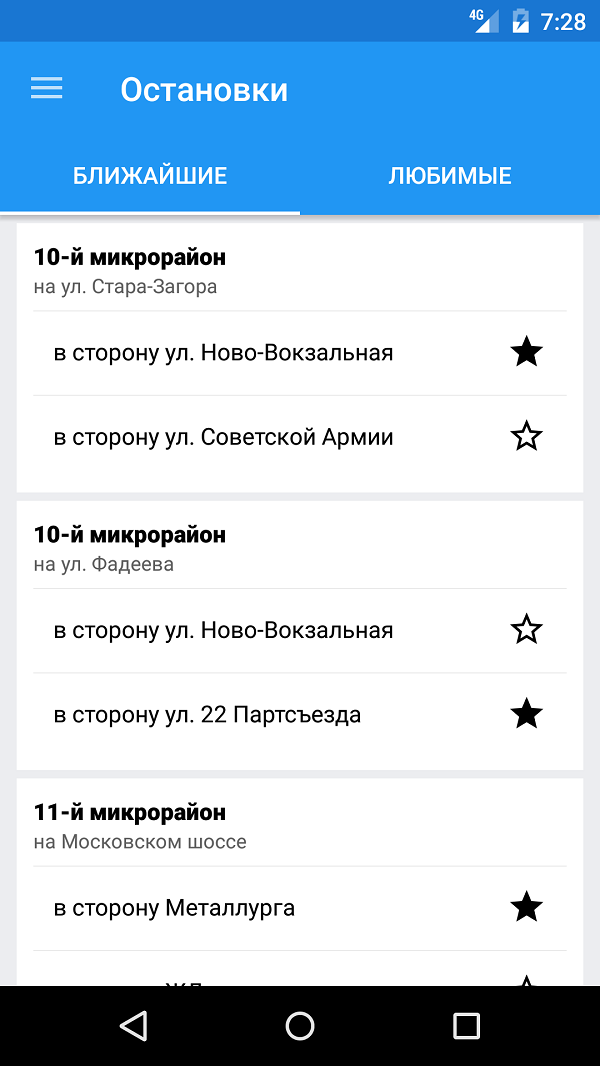 4G 7:28
Остановки
БЛИЖАЙШИЕ ЛЮБИМЫЕ
10-й микрорайон
на ул. Стара-Загора
в сторону ул. Ново-Вокзальная
в сторону ул. Советской Армии
10-й микрорайон
на ул. Фадеева
в сторону ул. Ново-Вокзальная
в сторону ул. 22 Партсъезда
11-й микрорайон
на Московском шоссе
в сторону Металлурга